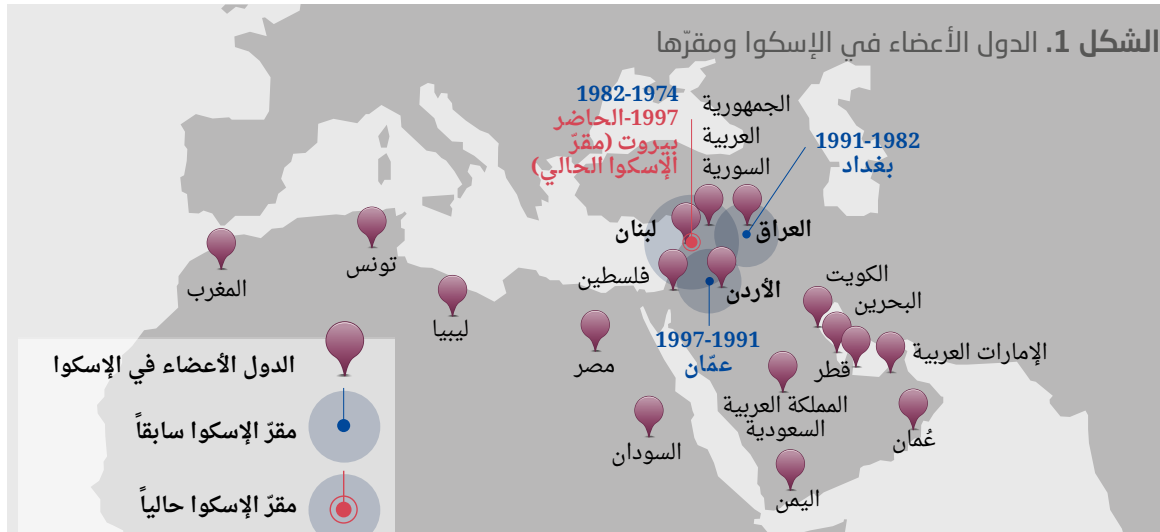 الشكل 1. الدول الأعضاء في الإسكوا ومقرّها
1982-1974
1997-الحاضر
بيروت (مقرّ
الإسكوا الحالي)
الجمهورية
العربية
السورية
1991-1982
بغداد
لبنان
العراق
تونس
المغرب
فلسطين
الأردن
ليبيا
الكويت
البحرين
مصر
1997-1991
عمّان
قطر
الإمارات العربية
المملكة العربية
السعودية
عُمان
السودان
اليمن
الدول الأعضاء في الإسكوا
مقرّ الإسكوا سابقاً
مقرّ الإسكوا حالياً